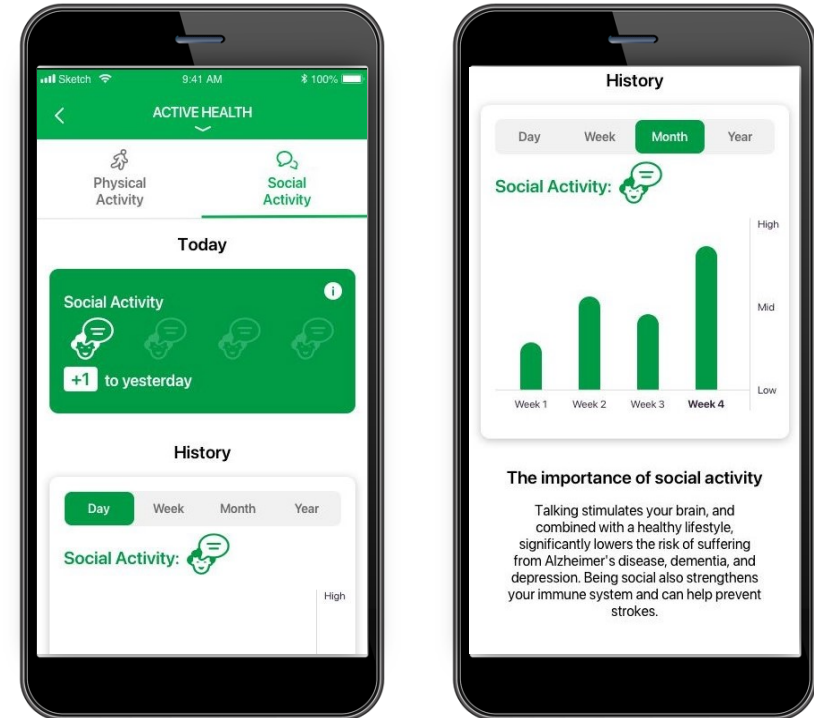 Sketch 9:41 AM 100%
ACTIVE HEALTH
Physical
Activity
Social
Activity
Today
Social Activity
+1 to yesterday
History
Day Week Month Year
Social Activity:
High
History
Day Week Month Year
Social Activity:
High
Mid
Low
Week 1 Week 2 Week 3 Week 4
The importance of social activity
Talking stimulates your brain, and
combined with a healthy lifestyle,
significantly lowers the risk of suffering
from Alzheimer's disease, dementia, and
depression. Being social also strengthens
your immune system and can help prevent
strokes.